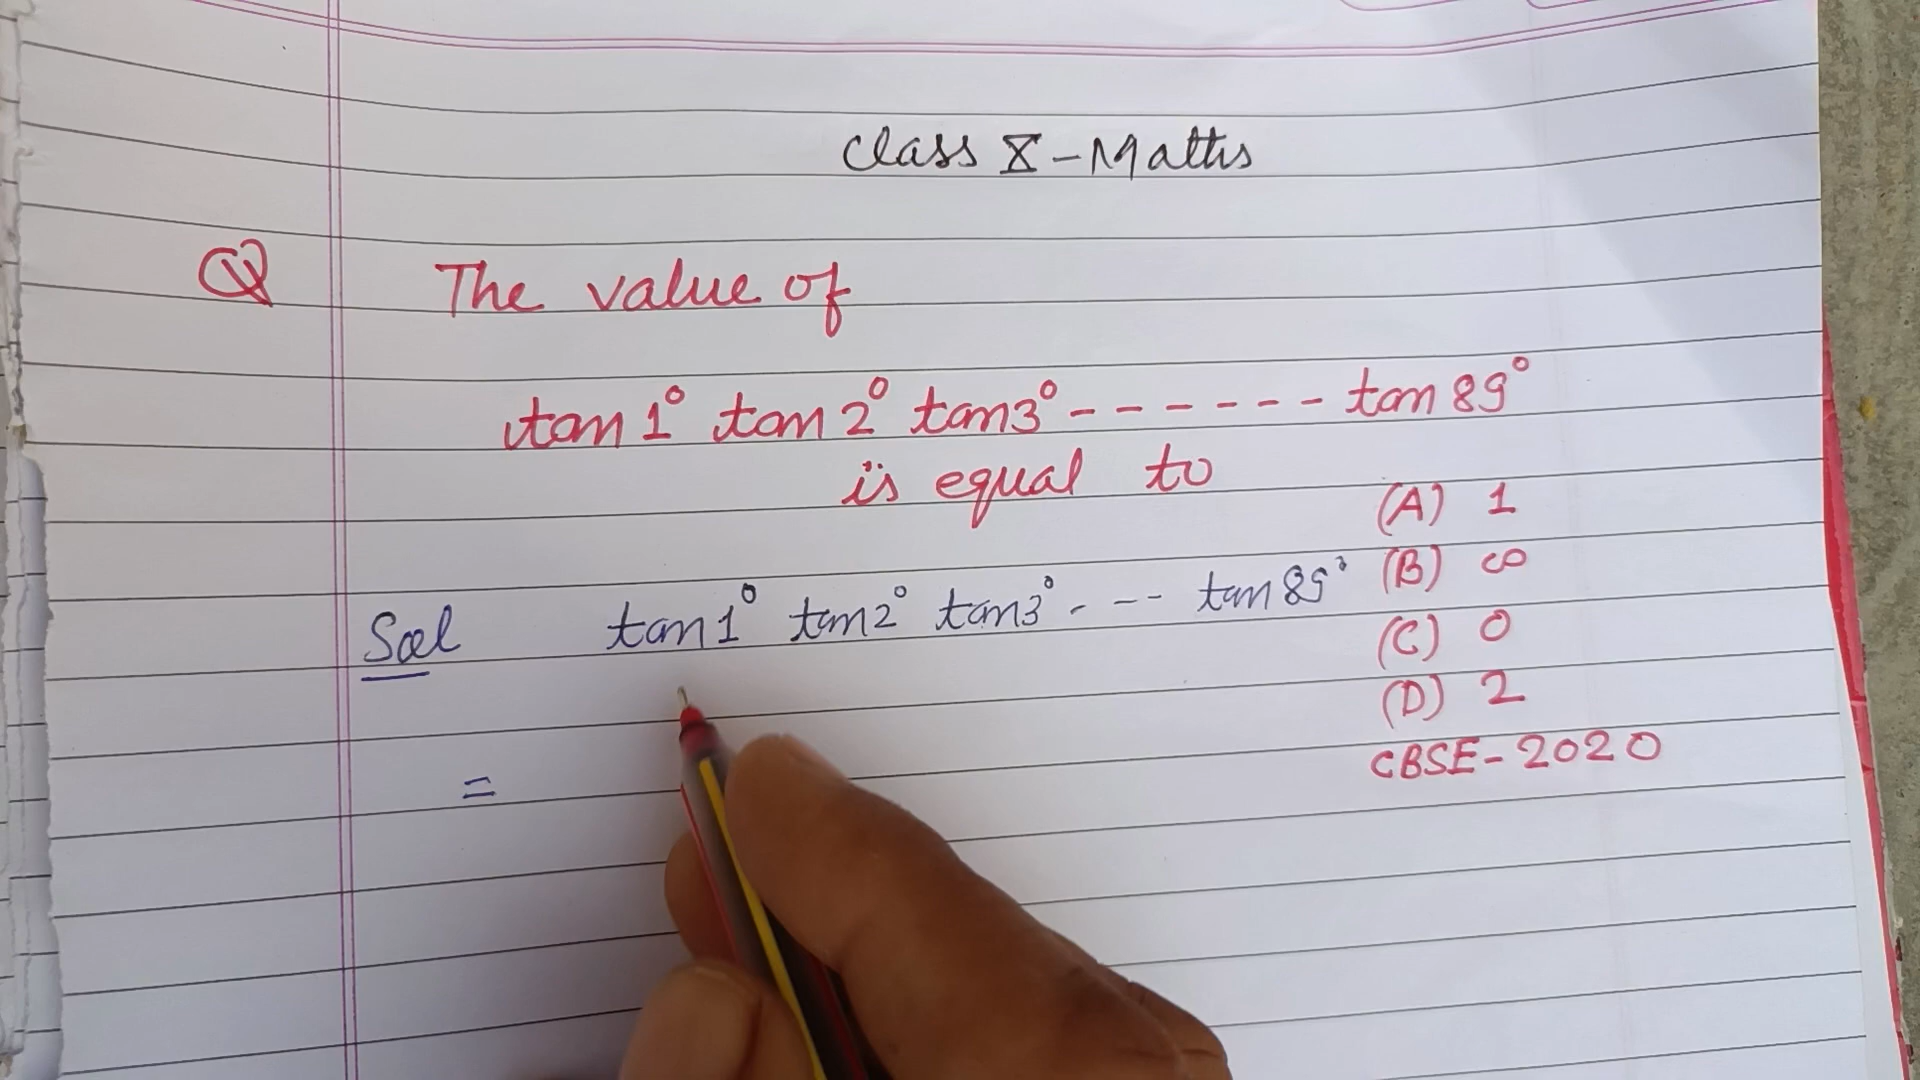 Class X - Maths
Q The value of
tan 1° tan 2° tan 3° - - - - - - - tan 89°
is equal to
(A) 1
(B) ∞
(C) 0
(D) 2
CBSE - 2020
Sol tan 1° tan 2° tan 3° - - - tan 89°
=